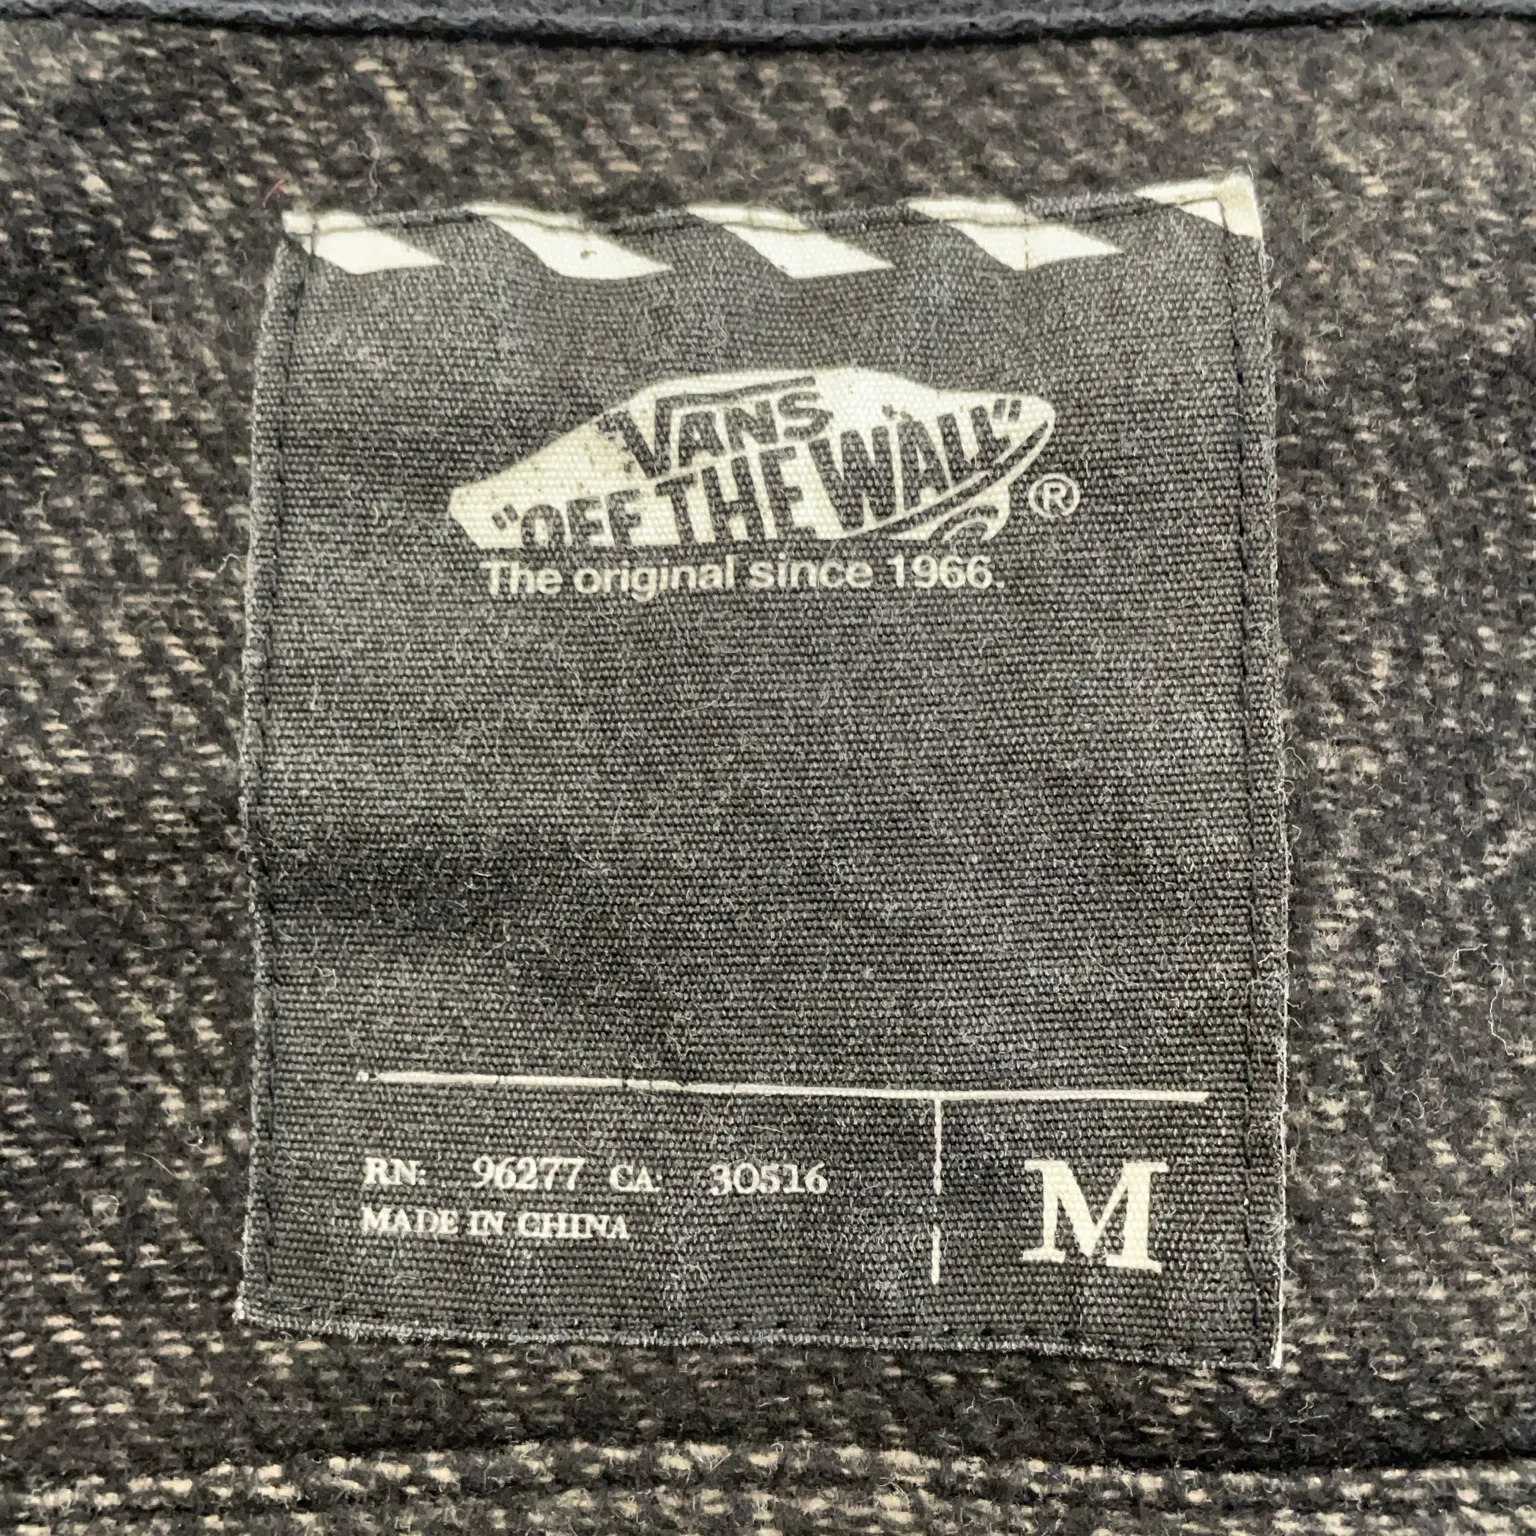 VANS
"OFF THE WALL"
®
The original since 1966.
RN: 96277 CA: 30516
MADE IN CHINA
M